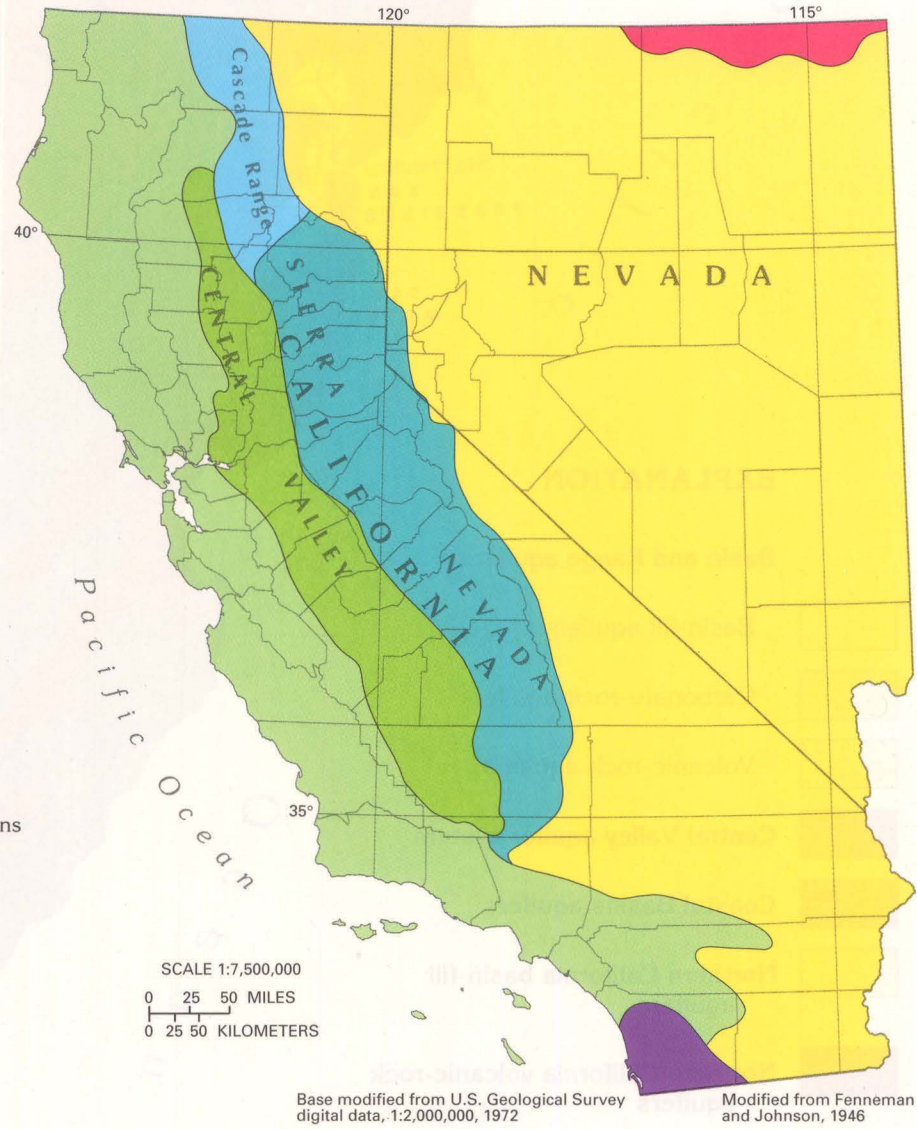 120°
115°
Cascade Range
40°
NEVADA
CENTRAL
VALLEY
SIERRA
NEVADA
CALIFORNIA
Pacific Ocean
35°
ns
SCALE 1:7,500,000
0 25 50 MILES
0 25 50 KILOMETERS
Base modified from U.S. Geological Survey
digital data, 1:2,000,000, 1972
Modified from Fenneman
and Johnson, 1946
EXPLANATION
Basin and Range
Volcanic-rock
Central Valley
Coastal Basins aquifers
Northern California basin-fill
Northern California volcanic-rock
aquifers